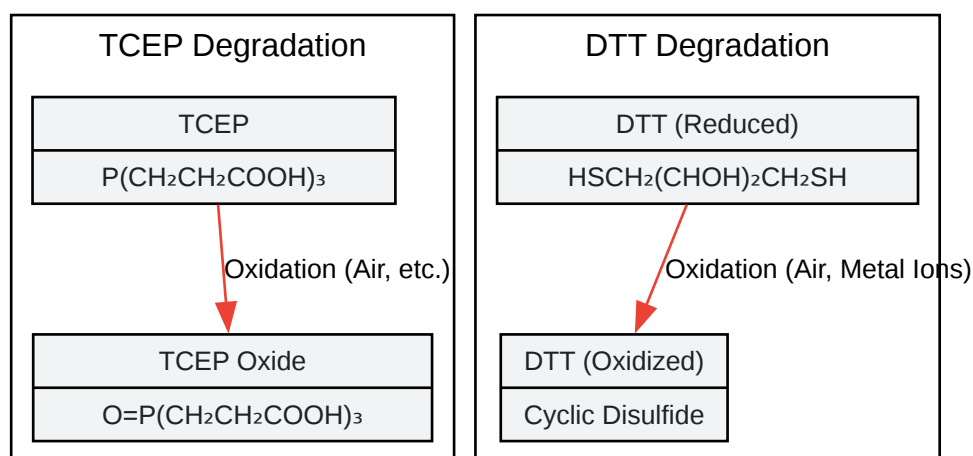 TCEP Degradation
TCEP
P(CH₂CH₂COOH)₃
Oxidation (Air, etc.)
TCEP Oxide
O=P(CH₂CH₂COOH)₃
DTT Degradation
DTT (Reduced)
HSCH₂(CHOH)₂CH₂SH
Oxidation (Air, Metal Ions)
DTT (Oxidized)
Cyclic Disulfide